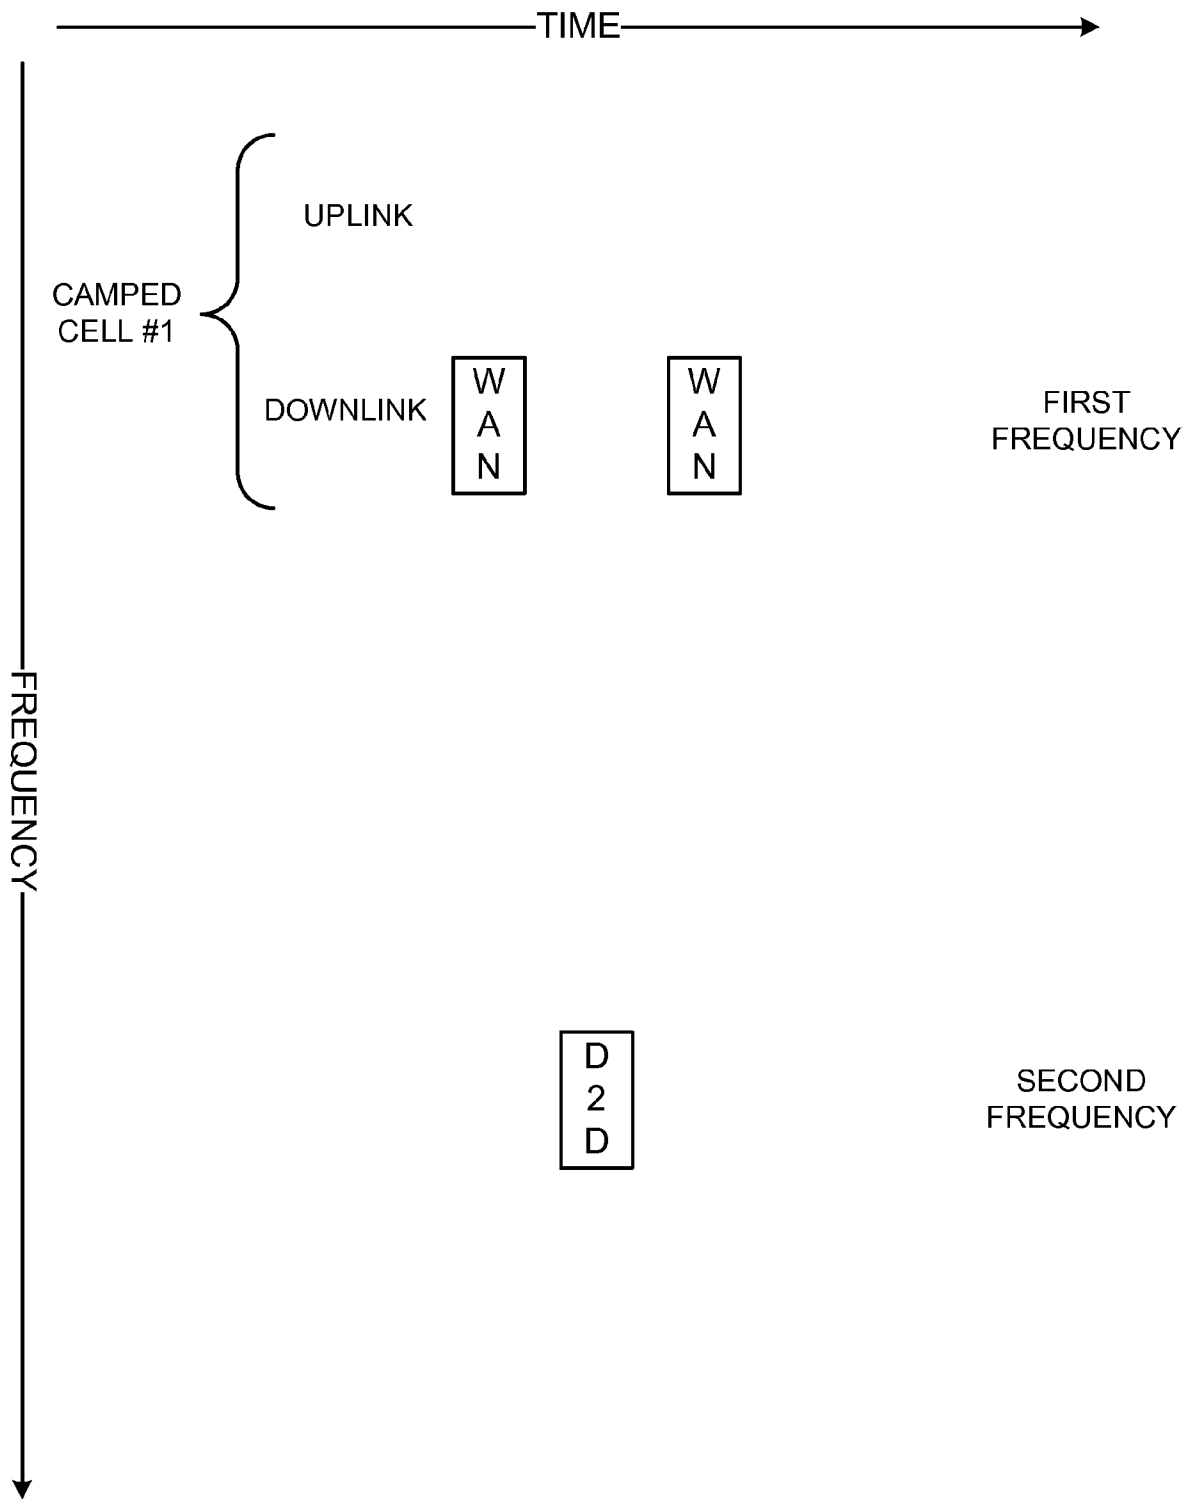 TIME
UPLINK
CAMPED
CELL #1
DOWNLINK
W
A
N
W
A
N
FIRST
FREQUENCY
FREQUENCY
D
2
D
SECOND
FREQUENCY